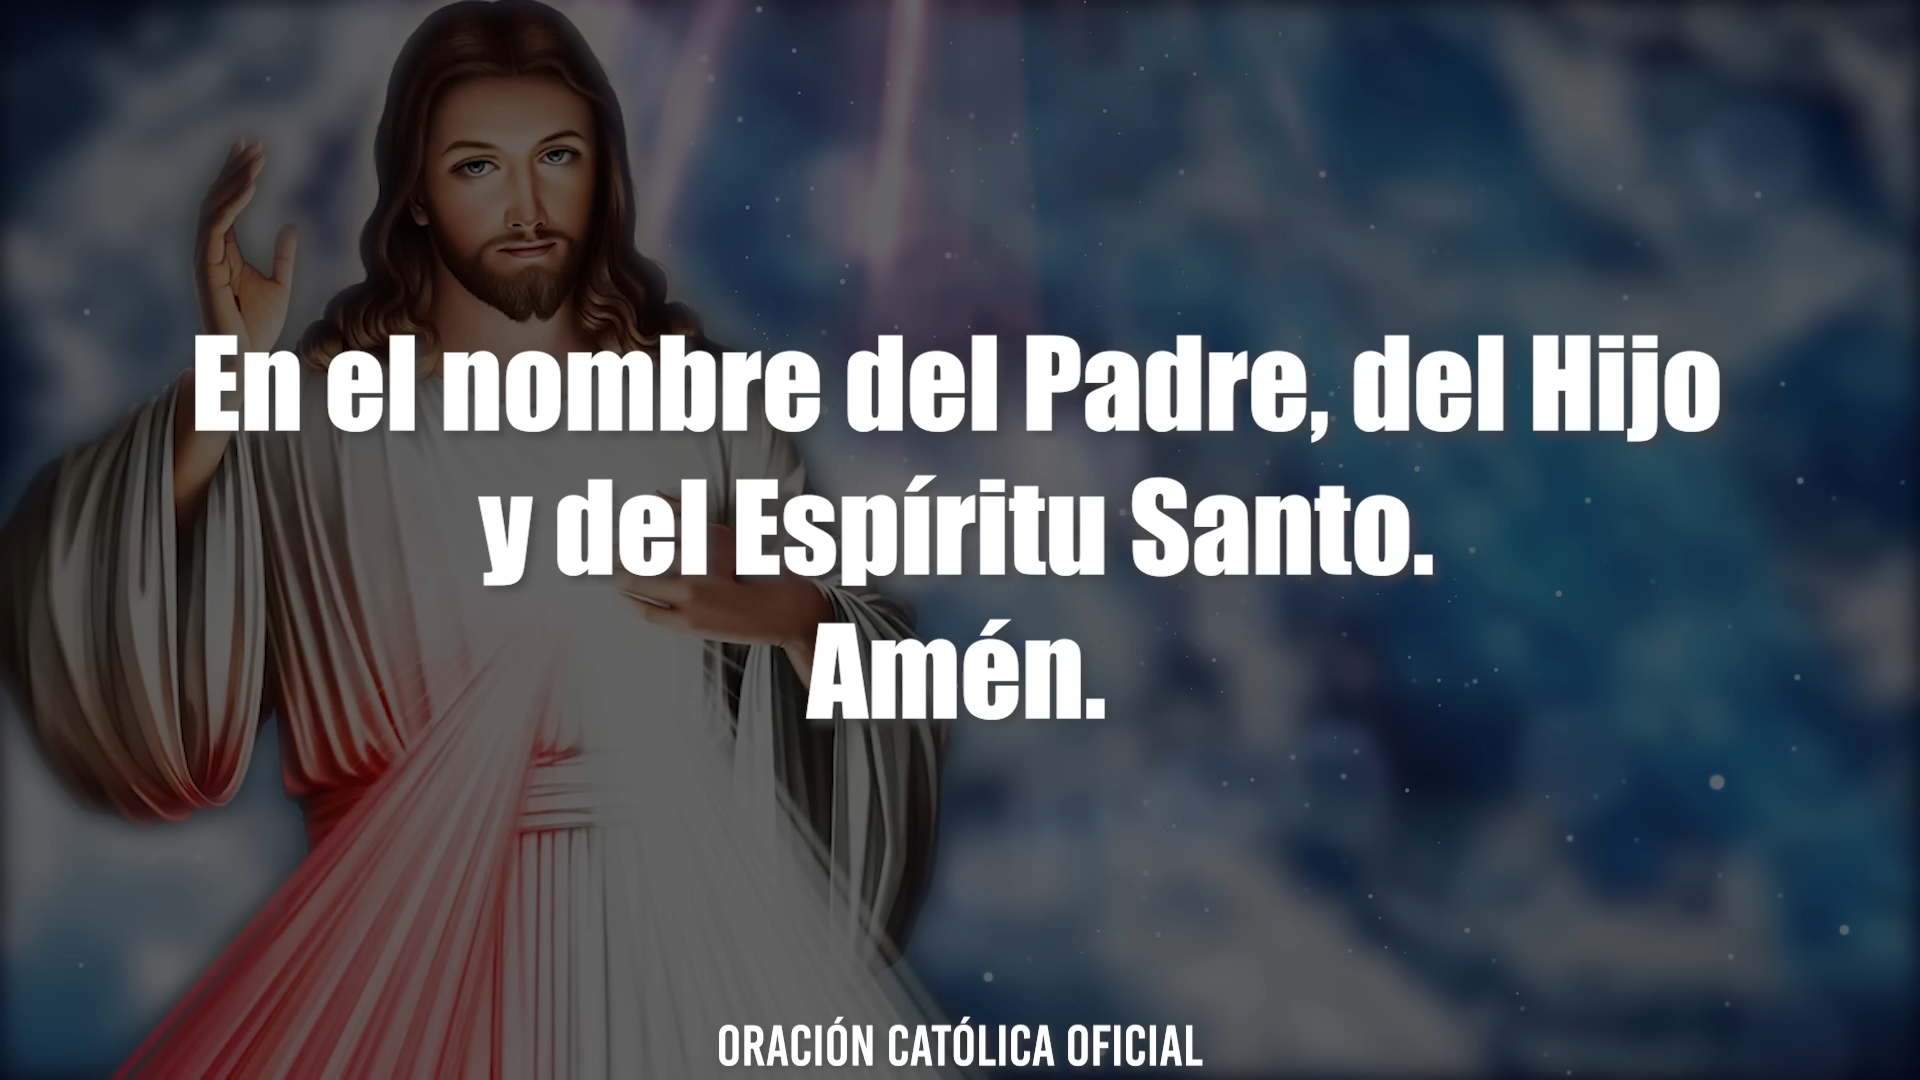 En el nombre del Padre, del Hijo
y del Espíritu Santo.
Amén.
ORACIÓN CATÓLICA OFICIAL